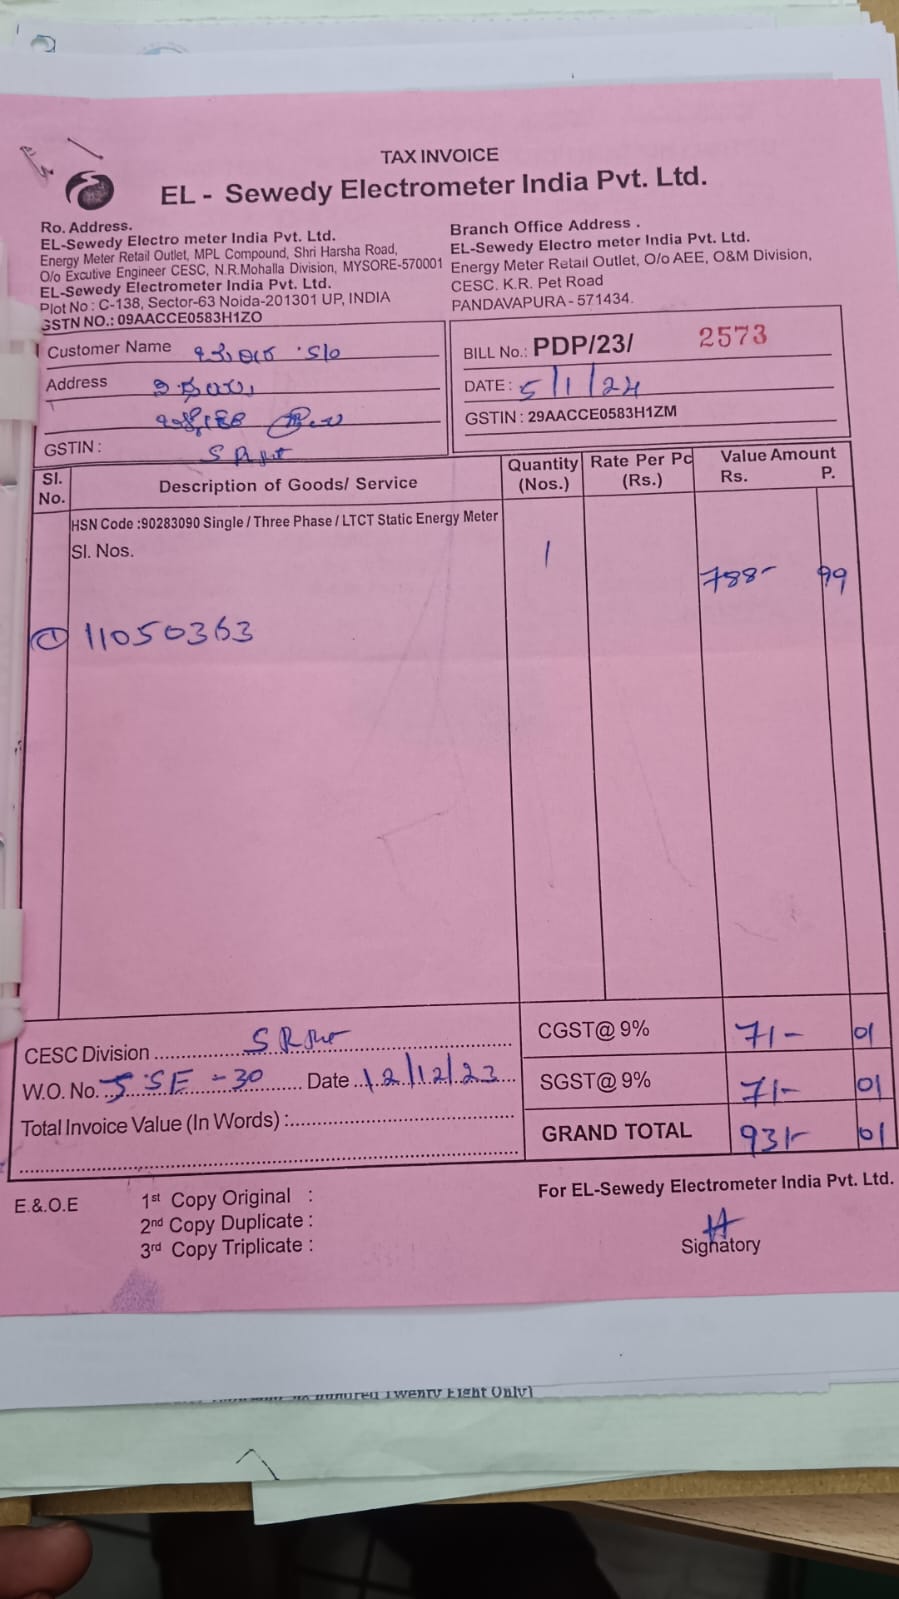 TAX INVOICE
EL - Sewedy Electrometer India Pvt. Ltd.
Ro. Address.
EL-Sewedy Electro meter India Pvt. Ltd.
Energy Meter Retail Outlet, MPL Compound, Shri Harsha Road,
O/o Excutive Engineer CESC, N.R.Mohalla Division, MYSORE-570001
EL-Sewedy Electrometer India Pvt. Ltd.
Plot No : C-138, Sector-63 Noida-201301 UP, INDIA
GSTN NO.: 09AACCE0583H1ZO
Branch Office Address .
EL-Sewedy Electro meter India Pvt. Ltd.
Energy Meter Retail Outlet, O/o AEE, O&M Division,
CESC. K.R. Pet Road
PANDAVAPURA - 571434.
Customer Name S/o
Address
GSTIN :
BILL No.: PDP/23/ 2573
DATE : 5/1/24
GSTIN : 29AACCE0583H1ZM
Sl. No. Description of Goods/ Service Quantity (Nos.) Rate Per Pc (Rs.) Value Amount Rs. P.
HSN Code :90283090 Single / Three Phase / LTCT Static Energy Meter
Sl. Nos. 1 788- 99
① 11050363
CESC Division
W.O. No. Date 12/12/23
Total Invoice Value (In Words) :
CGST@ 9% 71- 01
SGST@ 9% 71- 01
GRAND TOTAL 931- 01
E.&.O.E
1st Copy Original :
2nd Copy Duplicate :
3rd Copy Triplicate :
For EL-Sewedy Electrometer India Pvt. Ltd.
Signatory
Twenty Eight Only]